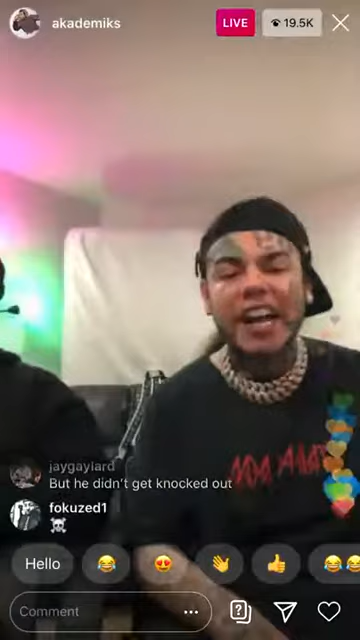 akademiks
LIVE
19.5K
jaygaylard
But he didn't get knocked out
fokuzed1
Hello
Comment